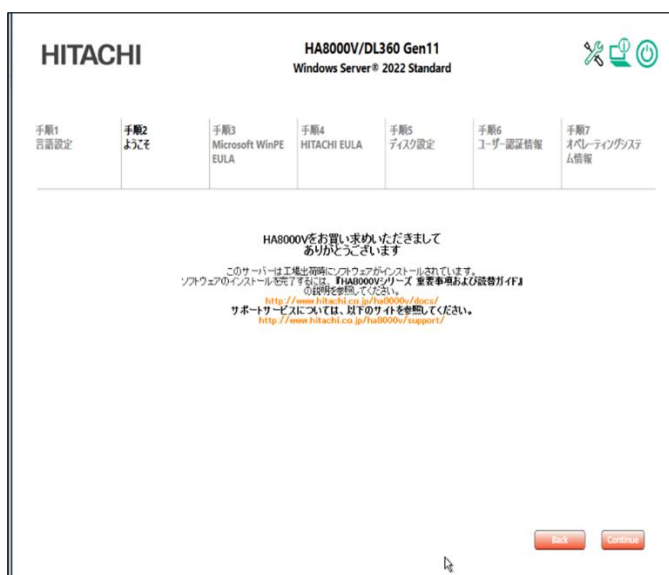 HITACHI
HA8000V/DL360 Gen11
Windows Server® 2022 Standard
手順1
言語設定
手順2
ようこそ
手順3
Microsoft WinPE
EULA
手順4
HITACHI EULA
手順5
ディスク設定
手順6
ユーザー認証情報
手順7
オペレーティングシステ
ム情報
HA8000Vをお買い求めいただきまして
ありがとうございます
このサーバーは工場出荷時にソフトウェアがインストールされています。
ソフトウェアのインストールを完了するには、『HA8000Vシリーズ 重要事項および読替ガイド』
の説明を参照してください。
http://www.hitachi.co.jp/ha8000v/docs/
サポートサービスについては、以下のサイトを参照してください。
http://www.hitachi.co.jp/ha8000v/support/
Back
Continue